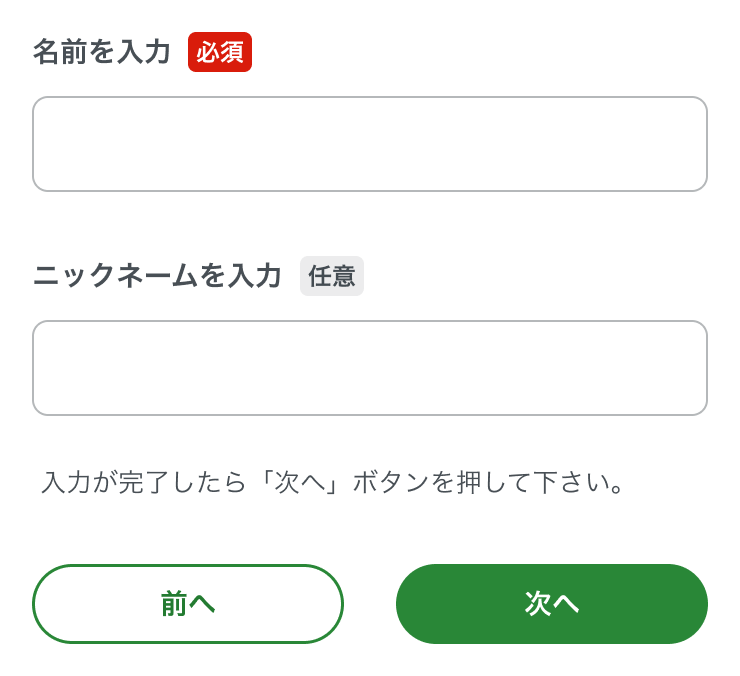 名前を入力 必須
ニックネームを入力 任意
入力が完了したら「次へ」ボタンを押して下さい。
前へ 次へ